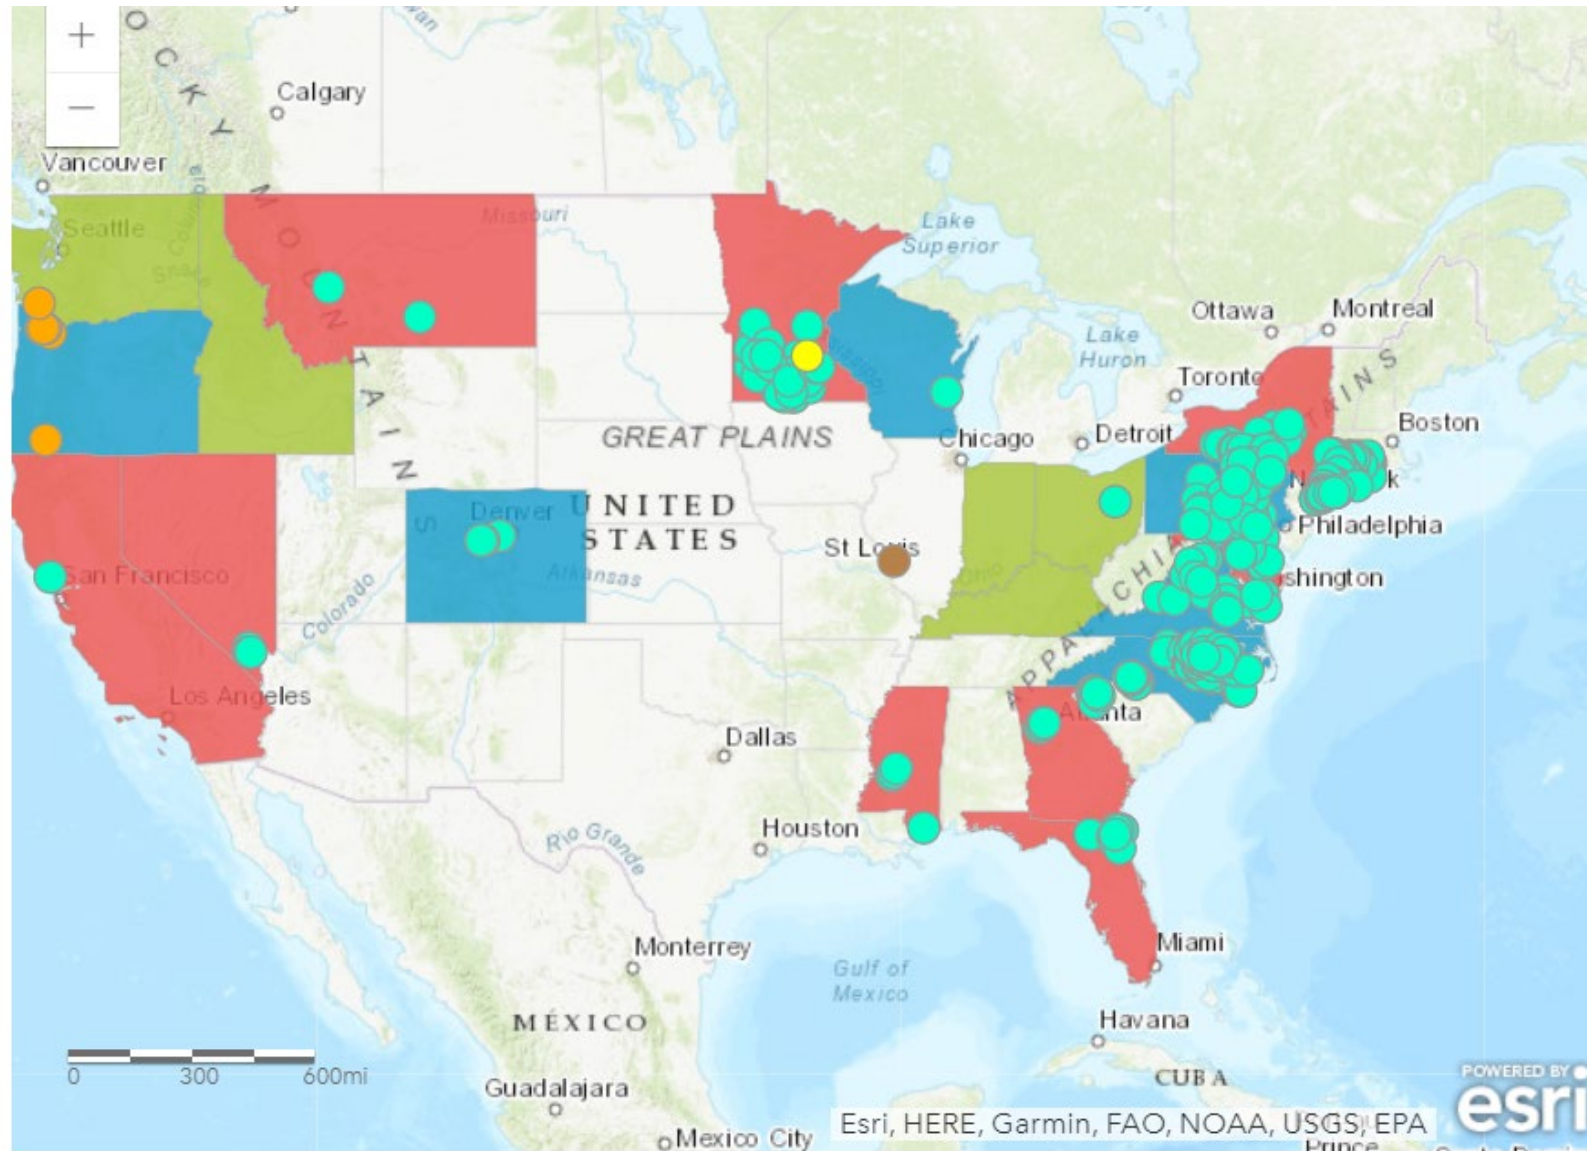 +
−
Calgary
Vancouver
Seattle
Missouri
Lake
Superior
Ottawa
Montreal
Lake
Huron
Toronto
Boston
GREAT PLAINS
Chicago
Detroit
Denver
UNITED
STATES
Philadelphia
St Louis
San Francisco
Arkansas
Ohio
shington
Colorado
Los Angeles
Atlanta
Dallas
Houston
Rio Grande
Monterrey
Miami
Gulf of
Mexico
MÉXICO
Havana
0 300 600mi
CUBA
Guadalajara
POWERED BY
esri
Esri, HERE, Garmin, FAO, NOAA, USGS, EPA
Mexico City
Prince